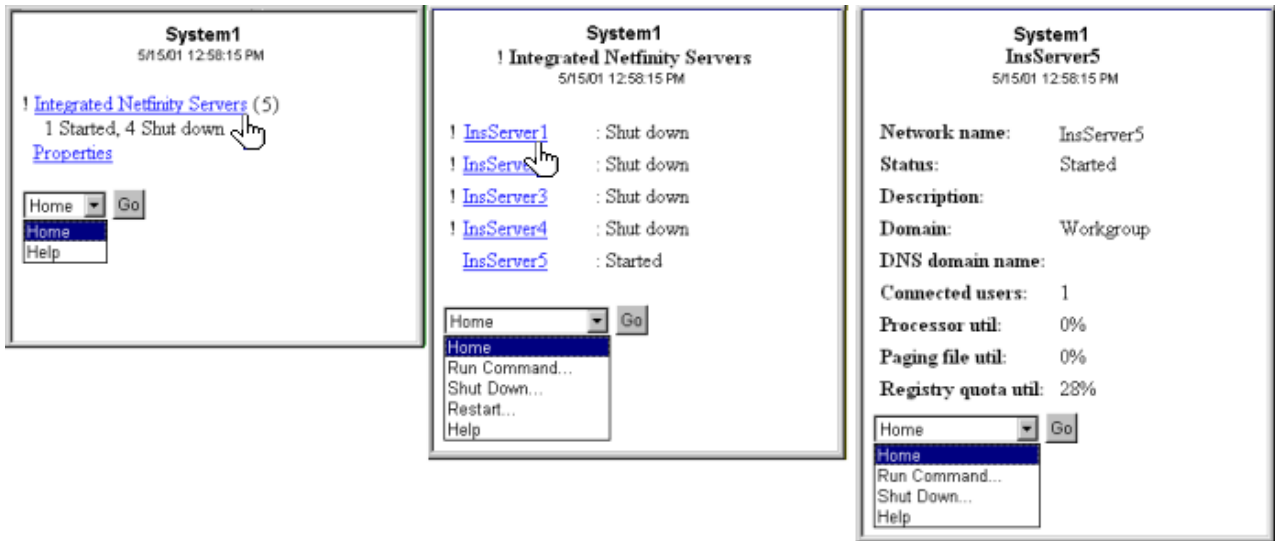 System1
5/15/01 12:58:15 PM
! Integrated Netfinity Servers (5)
1 Started, 4 Shut down
Properties
Home Go
Home
Help
System1
! Integrated Netfinity Servers
5/15/01 12:58:15 PM
! InsServer1 : Shut down
! InsServe : Shut down
! InsServer3 : Shut down
! InsServer4 : Shut down
InsServer5 : Started
Home Go
Home
Run Command...
Shut Down...
Restart...
Help
System1
InsServer5
5/15/01 12:58:15 PM
Network name: InsServer5
Status: Started
Description:
Domain: Workgroup
DNS domain name:
Connected users: 1
Processor util: 0%
Paging file util: 0%
Registry quota util: 28%
Home Go
Home
Run Command...
Shut Down...
Help